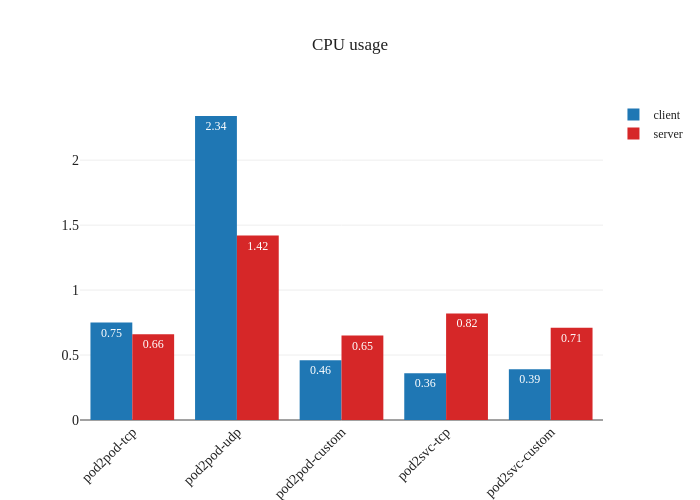 CPU usage
client
server
2
1.5
1
0.5
0
2.34
1.42
0.75
0.66
0.46
0.65
0.36
0.82
0.39
0.71
pod2pod-tcp
pod2pod-udp
pod2pod-custom
pod2svc-tcp
pod2svc-custom